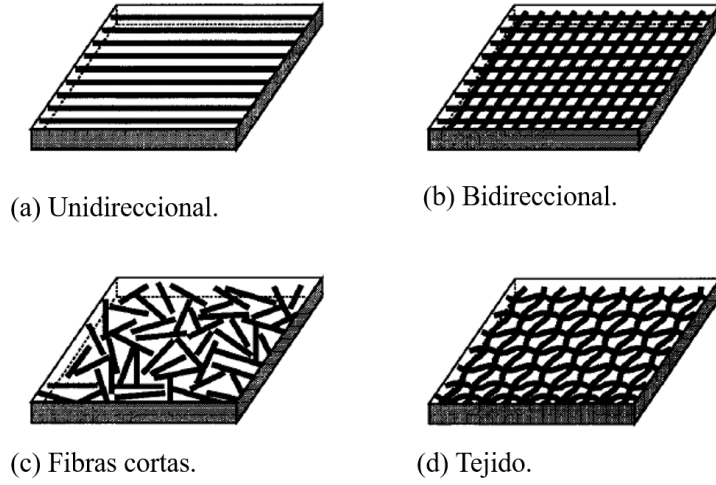 (a) Unidireccional.
(b) Bidireccional.
(c) Fibras cortas.
(d) Tejido.